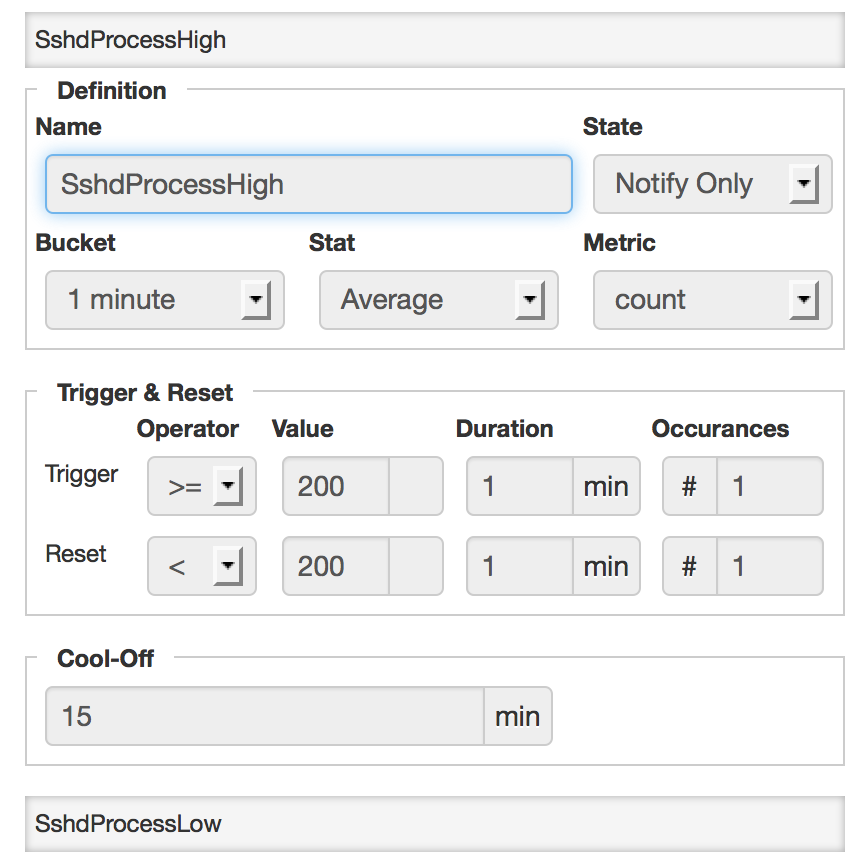 SshdProcessHigh
Definition
Name State
SshdProcessHigh Notify Only
Bucket Stat Metric
1 minute Average count
Trigger & Reset
Operator Value Duration Occurances
Trigger >= 200 1 min # 1
Reset < 200 1 min # 1
Cool-Off
15 min
SshdProcessLow